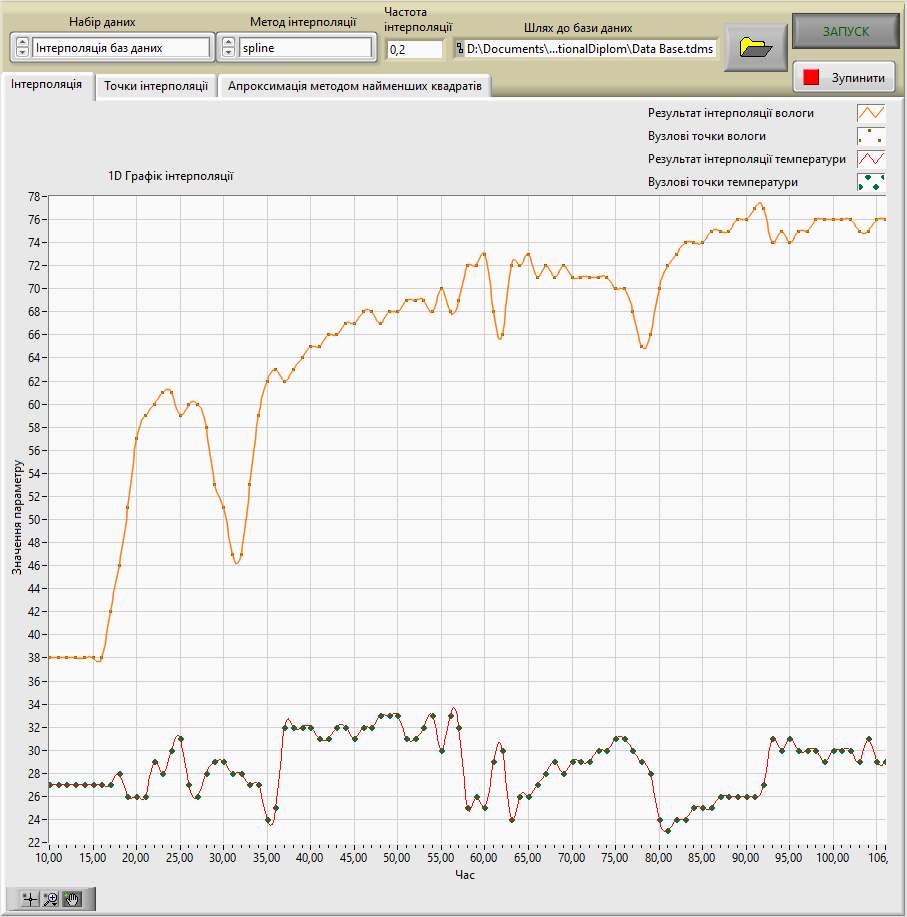 Набір даних
Метод інтерполяції
Частота
інтерполяції
Шлях до бази даних
Інтерполяція баз даних
spline
0,2
D:\Documents\...tionalDiplom\Data Base.tdms
ЗАПУСК
Зупинити
Інтерполяція
Точки інтерполяції
Апроксимація методом найменших квадратів
Результат інтерполяції вологи
Вузлові точки вологи
Результат інтерполяції температури
Вузлові точки температури
1D Графік інтерполяції
78
76
74
72
70
68
66
64
62
60
58
56
54
52
50
48
46
44
42
40
38
36
34
32
30
28
26
24
22
Значення параметру
10,00 15,00 20,00 25,00 30,00 35,00 40,00 45,00 50,00 55,00 60,00 65,00 70,00 75,00 80,00 85,00 90,00 95,00 100,00 106,
Час